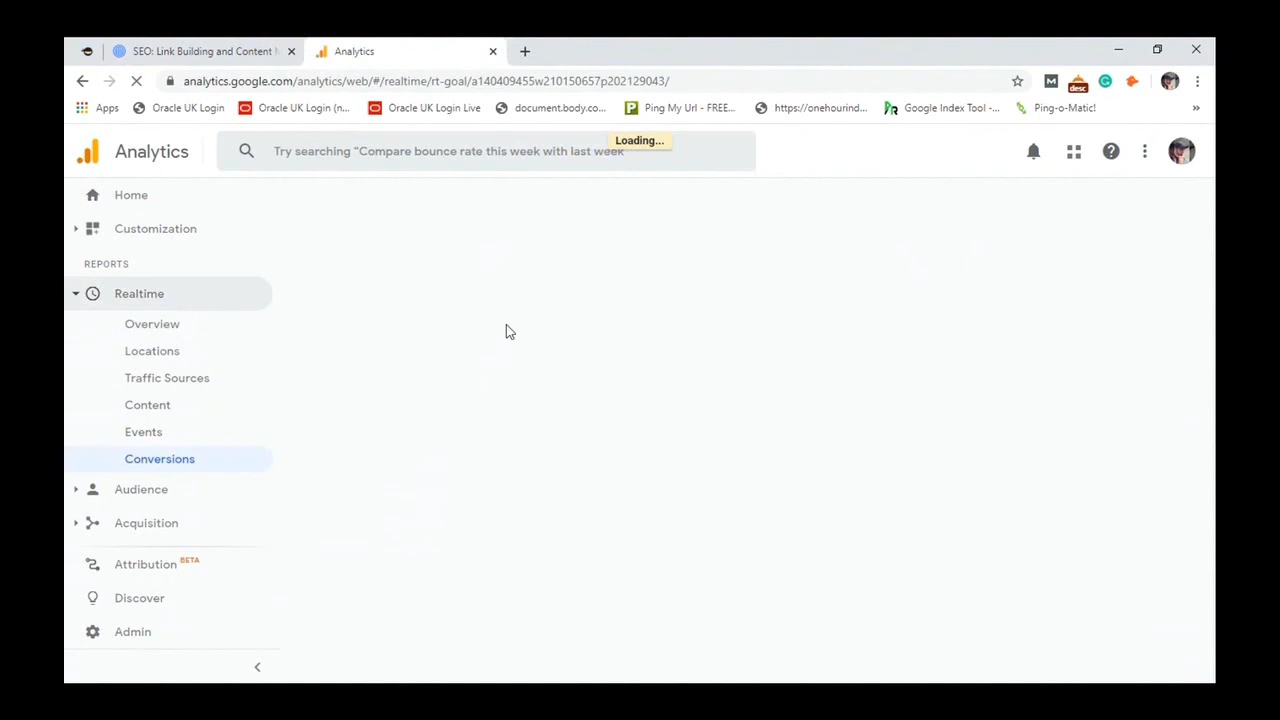 SEO: Link Building and Content M
Analytics
analytics.google.com/analytics/web/#/realtime/rt-goal/a140409455w210150657p202129043/
M
desc
Apps
Oracle UK Login
Oracle UK Login (n...
Oracle UK Login Live
document.body.co...
Ping My Url - FREE...
https://onehourind...
Google Index Tool -...
Ping-o-Matic!
»
Analytics
Try searching “Compare bounce rate this week with last week”
Loading...
Home
Customization
REPORTS
Realtime
Overview
Locations
Traffic Sources
Content
Events
Conversions
Audience
Acquisition
Attribution BETA
Discover
Admin